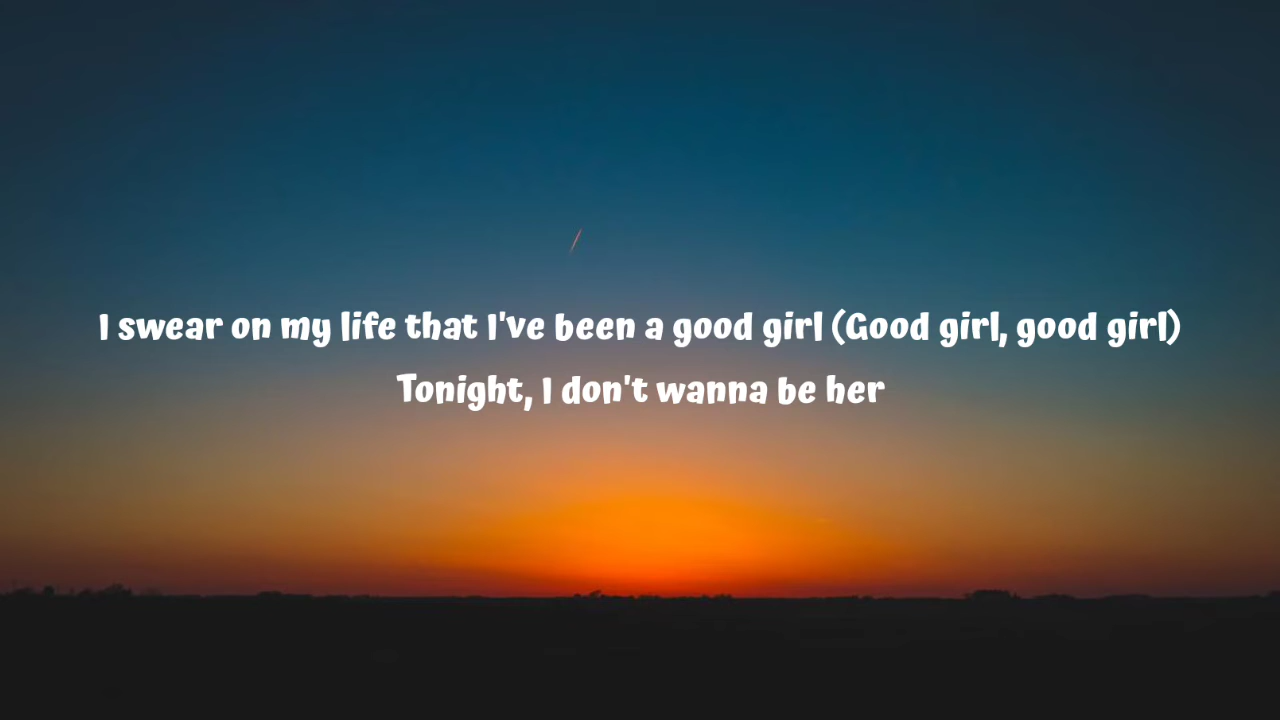 I swear on my life that I've been a good girl (Good girl, good girl)
Tonight, I don't wanna be her